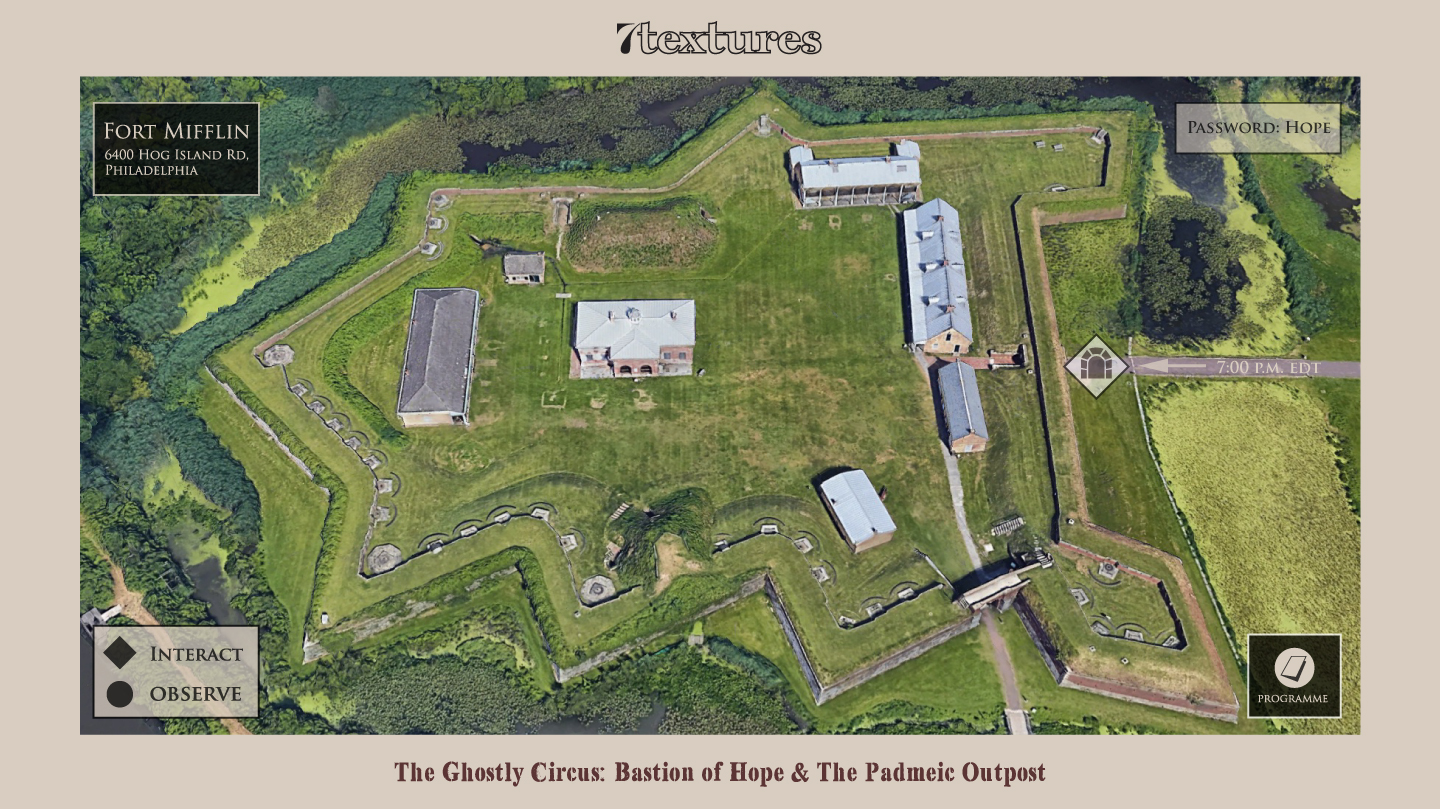 7textures
Fort Mifflin
6400 Hog Island Rd,
Philadelphia
Password: Hope
7:00 p.m. EDT
Interact
Observe
Programme
The Ghostly Circus: Bastion of Hope & The Padmeic Outpost